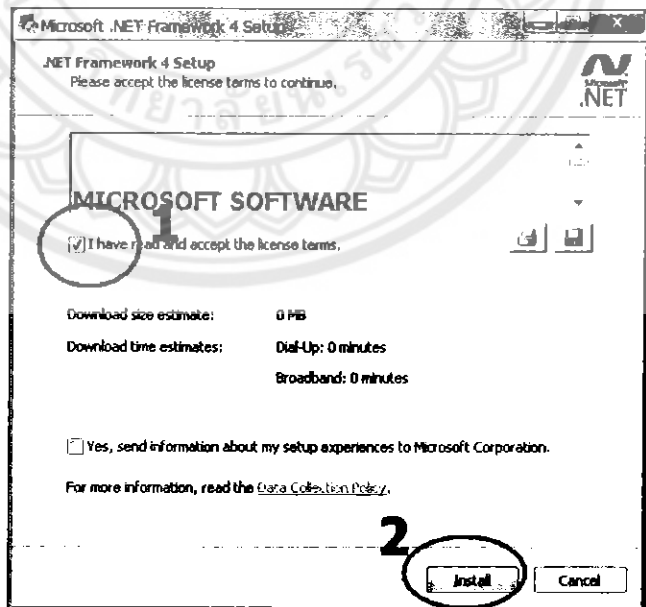 Microsoft .NET Framework 4 Setup
.NET Framework 4 Setup
Please accept the license terms to continue.
Microsoft
.NET
MICROSOFT SOFTWARE
1
I have read and accept the license terms.
Download size estimate: 0 MB
Download time estimates: Dial-Up: 0 minutes
Broadband: 0 minutes
Yes, send information about my setup experiences to Microsoft Corporation.
For more information, read the Data Collection Policy.
2
Install Cancel